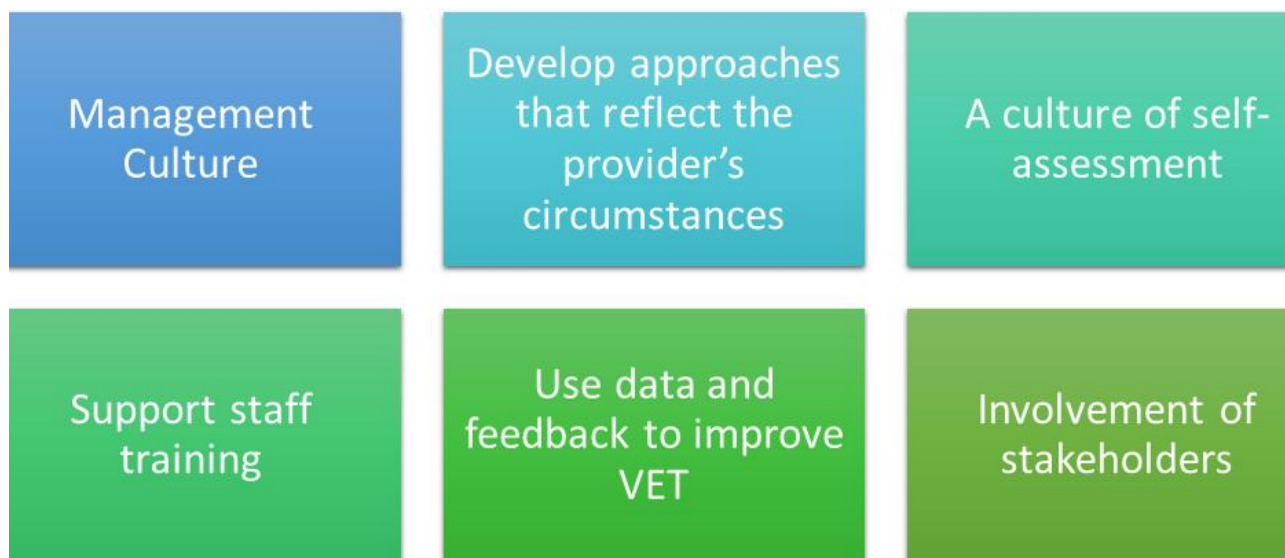 Management
Culture
Develop approaches
that reflect the
provider’s
circumstances
A culture of self-
assessment
Support staff
training
Use data and
feedback to improve
VET
Involvement of
stakeholders